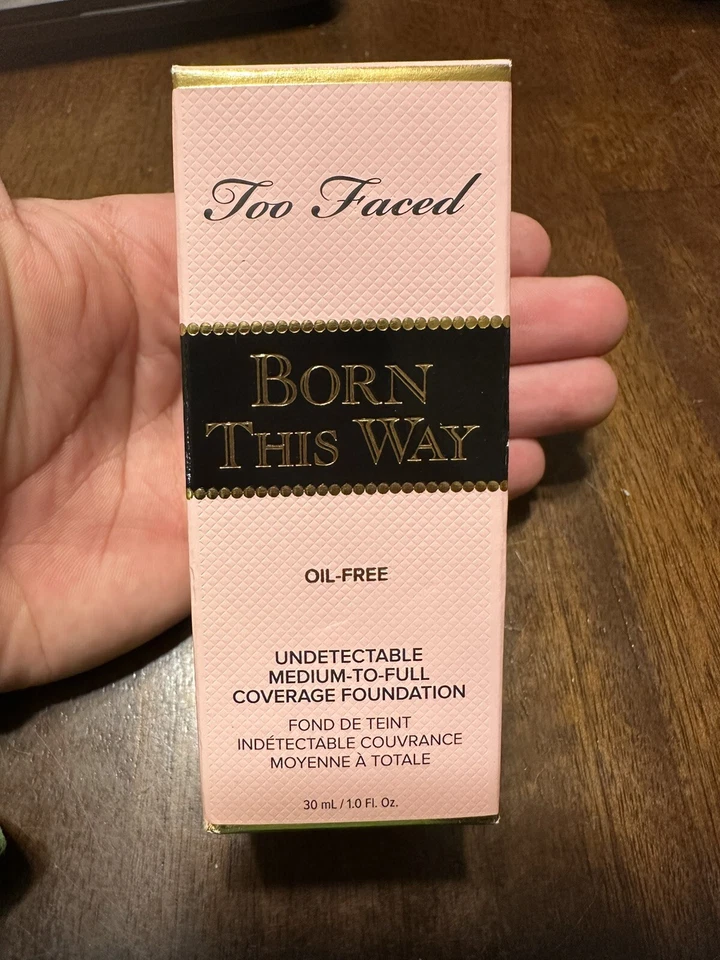 Too Faced
BORN
THIS WAY
OIL-FREE
UNDETECTABLE
MEDIUM-TO-FULL
COVERAGE FOUNDATION
FOND DE TEINT
INDÉTECTABLE COUVRANCE
MOYENNE À TOTALE
30 mL / 1.0 Fl. Oz.